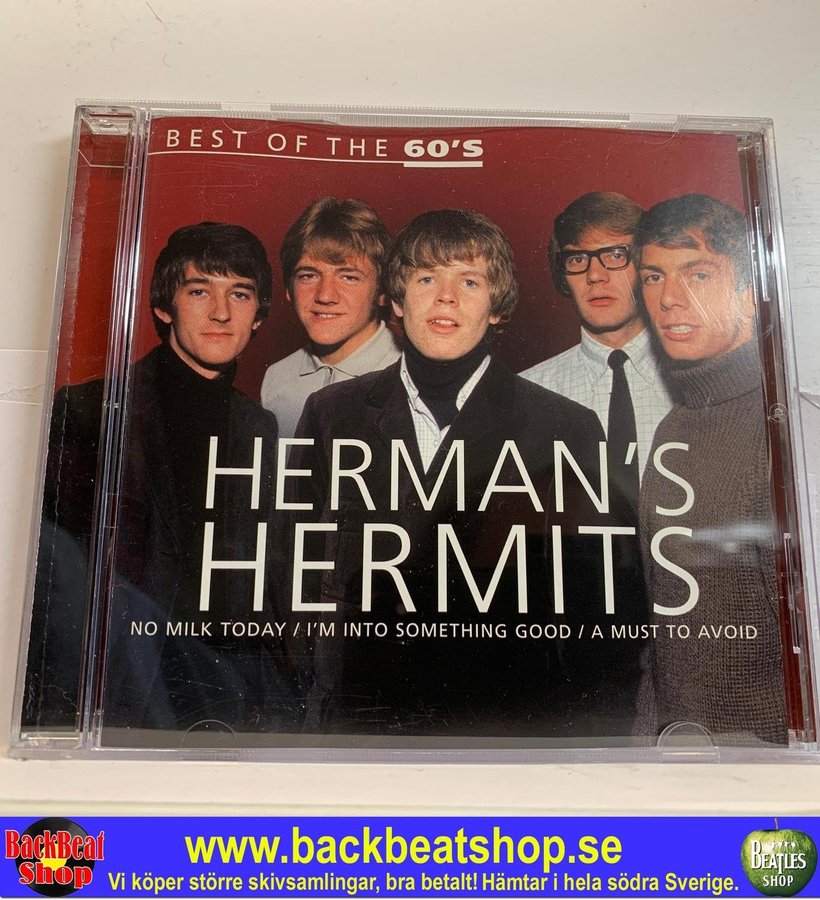 BEST OF THE 60'S
HERMAN'S
HERMITS
NO MILK TODAY / I'M INTO SOMETHING GOOD / A MUST TO AVOID
BackBeat
Shop
www.backbeatshop.se
Vi köper större skivsamlingar, bra betalt! Hämtar i hela södra Sverige.
BEATLES
SHOP